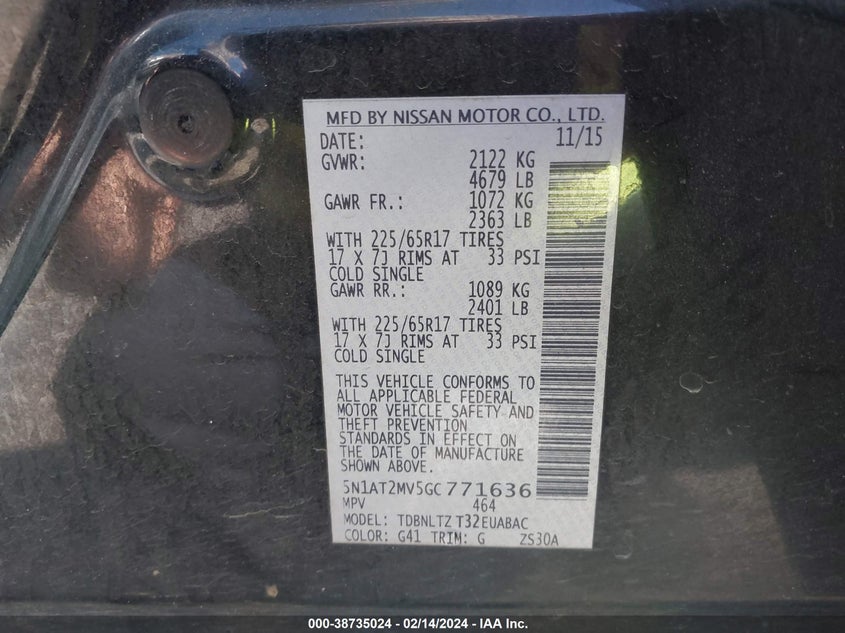 MFD BY NISSAN MOTOR CO., LTD.
DATE: 11/15
GVWR: 2122 KG
4679 LB
GAWR FR.: 1072 KG
2363 LB
WITH 225/65R17 TIRES
17 X 7J RIMS AT 33 PSI
COLD SINGLE
GAWR RR.: 1089 KG
2401 LB
WITH 225/65R17 TIRES
17 X 7J RIMS AT 33 PSI
COLD SINGLE
THIS VEHICLE CONFORMS TO
ALL APPLICABLE FEDERAL
MOTOR VEHICLE SAFETY AND
THEFT PREVENTION
STANDARDS IN EFFECT ON
THE DATE OF MANUFACTURE
SHOWN ABOVE.
5N1AT2MV5GC771636
MPV 464
MODEL: TDBNLTZ T32EUABAC
COLOR: G41 TRIM: G ZS30A
000-38735024 - 02/14/2024 - IAA Inc.